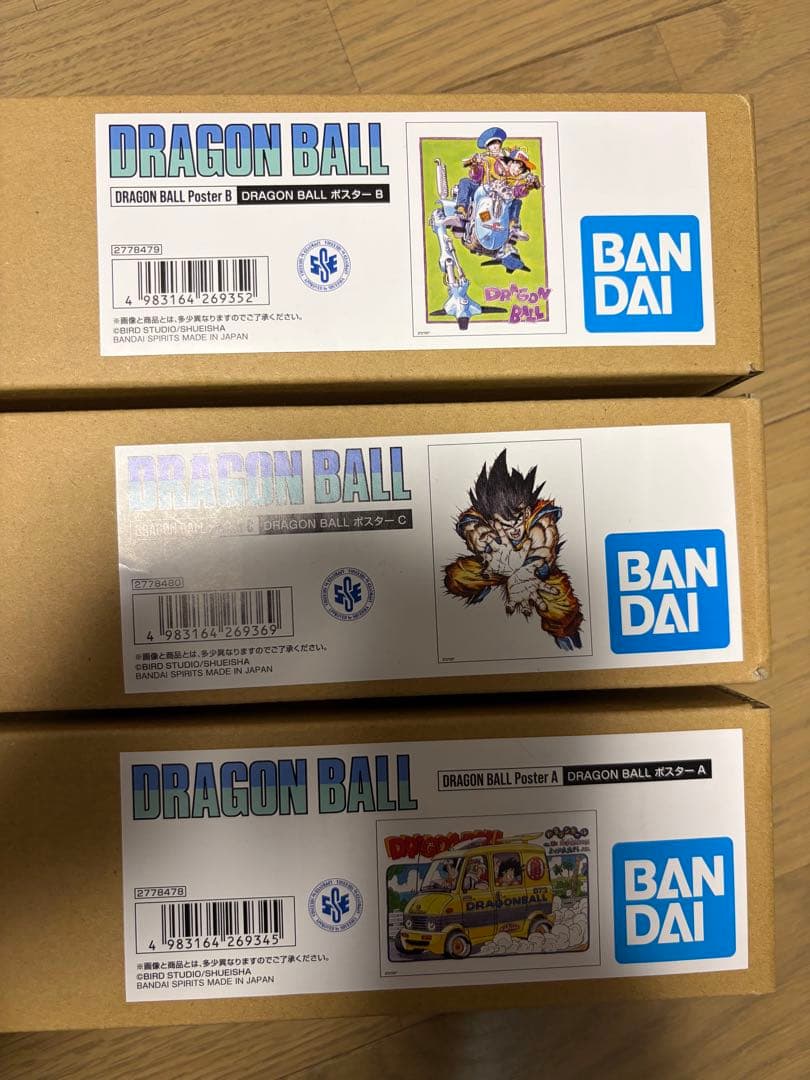 DRAGON BALL
DRAGON BALL Poster B DRAGON BALL ポスター B
2778479
4 983164 269352
※画像と商品とは、多少異なりますのでご了承ください。
©BIRD STUDIO/SHUEISHA
BANDAI SPIRITS MADE IN JAPAN
DRAGON
BALL
BAN
DAI
DRAGON BALL
DRAGON BALL ポスター C
2778480
4 983164 269369
※画像と商品とは、多少異なりますのでご了承ください。
©BIRD STUDIO/SHUEISHA
BANDAI SPIRITS MADE IN JAPAN
BAN
DAI
DRAGON BALL
DRAGON BALL Poster A DRAGON BALL ポスター A
2778478
4 983164 269345
※画像と商品とは、多少異なりますのでご了承ください。
©BIRD STUDIO/SHUEISHA
BANDAI SPIRITS MADE IN JAPAN
DRAGON BALL
DRAGONBALL
BAN
DAI